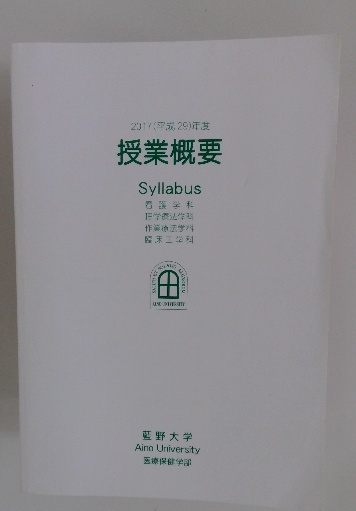 2017(平成29)年度
授業概要
Syllabus
看護学科
理学療法学科
作業療法学科
臨床工学科
AINO UNIVERSITY
藍野大学
Aino University
医療保健学部